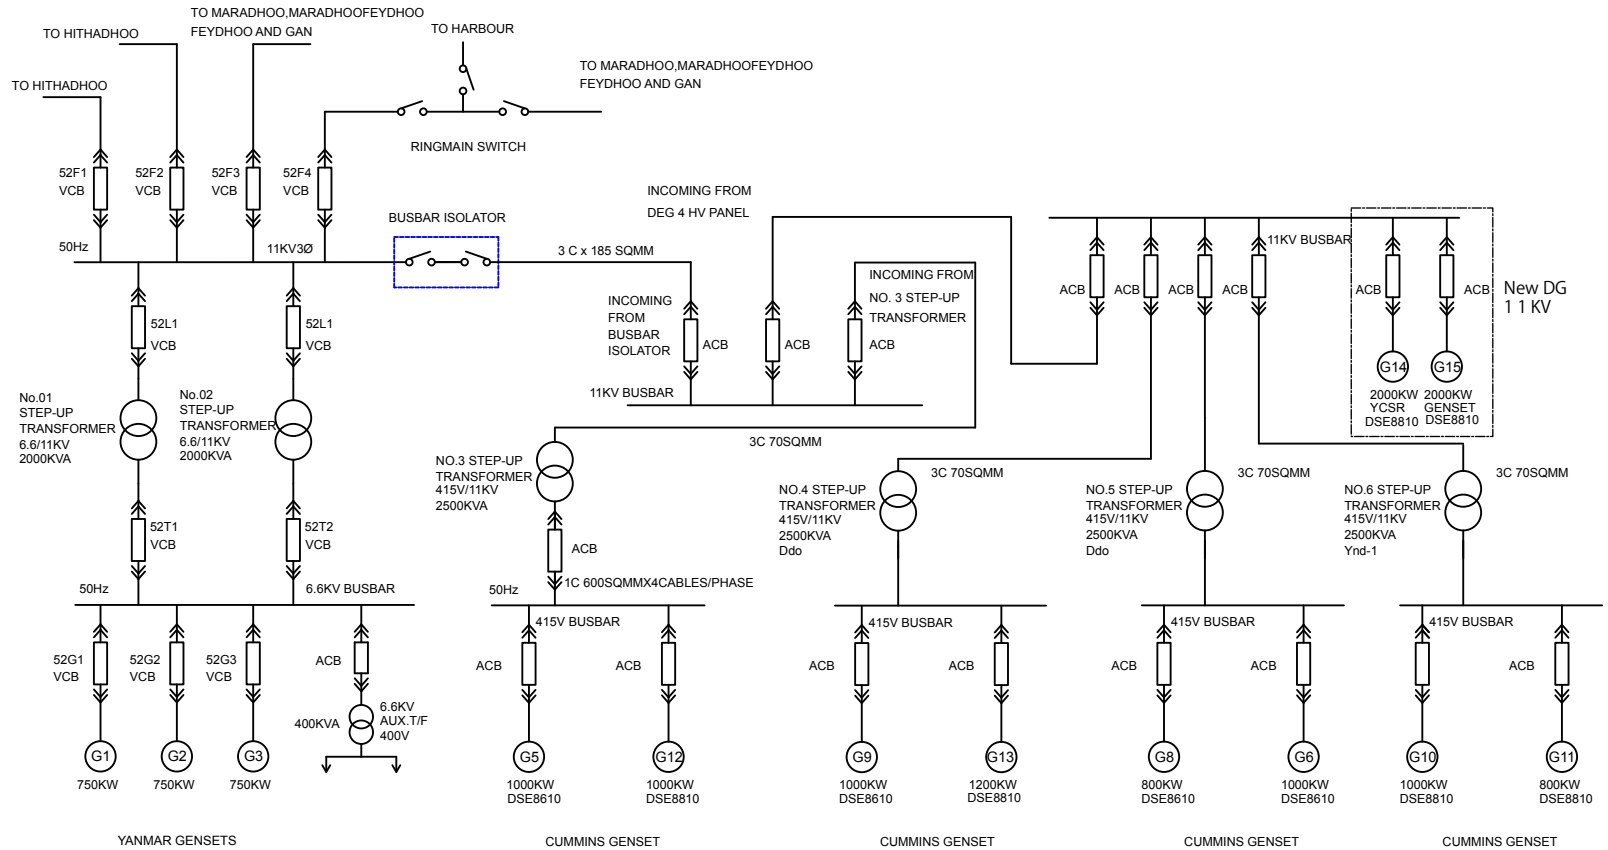 TO HITHADHOO
TO HITHADHOO
TO MARADHOO,MARADHOOFEYDHOO
FEYDHOO AND GAN
TO HARBOUR
TO MARADHOO,MARADHOOFEYDHOO
FEYDHOO AND GAN
RINGMAIN SWITCH
52F1
VCB
52F2
VCB
52F3
VCB
52F4
VCB
50Hz
11KV3Ø
BUSBAR ISOLATOR
3 C x 185 SQMM
INCOMING FROM
DEG 4 HV PANEL
INCOMING
FROM
BUSBAR
ISOLATOR
ACB
ACB
INCOMING FROM
NO. 3 STEP-UP
TRANSFORMER
ACB
11KV BUSBAR
11KV BUSBAR
ACB
ACB
ACB
ACB
ACB
ACB
New DG
1 1 KV
G14
G15
2000KW
YCSR
DSE8810
2000KW
GENSET
DSE8810
52L1
VCB
52L1
VCB
No.01
STEP-UP
TRANSFORMER
6.6/11KV
2000KVA
No.02
STEP-UP
TRANSFORMER
6.6/11KV
2000KVA
52T1
VCB
52T2
VCB
50Hz
6.6KV BUSBAR
52G1
VCB
52G2
VCB
52G3
VCB
ACB
400KVA
6.6KV
AUX.T/F
400V
G1
G2
G3
750KW
750KW
750KW
YANMAR GENSETS
3C 70SQMM
NO.3 STEP-UP
TRANSFORMER
415V/11KV
2500KVA
ACB
1C 600SQMMX4CABLES/PHASE
50Hz
415V BUSBAR
ACB
ACB
G5
G12
1000KW
DSE8610
1000KW
DSE8810
CUMMINS GENSET
3C 70SQMM
NO.4 STEP-UP
TRANSFORMER
415V/11KV
2500KVA
Ddo
415V BUSBAR
ACB
ACB
G9
G13
1000KW
DSE8610
1200KW
DSE8810
CUMMINS GENSET
3C 70SQMM
NO.5 STEP-UP
TRANSFORMER
415V/11KV
2500KVA
Ddo
415V BUSBAR
ACB
ACB
G8
G6
800KW
DSE8610
1000KW
DSE8610
CUMMINS GENSET
3C 70SQMM
NO.6 STEP-UP
TRANSFORMER
415V/11KV
2500KVA
Ynd-1
415V BUSBAR
ACB
ACB
G10
G11
1000KW
DSE8810
800KW
DSE8810
CUMMINS GENSET